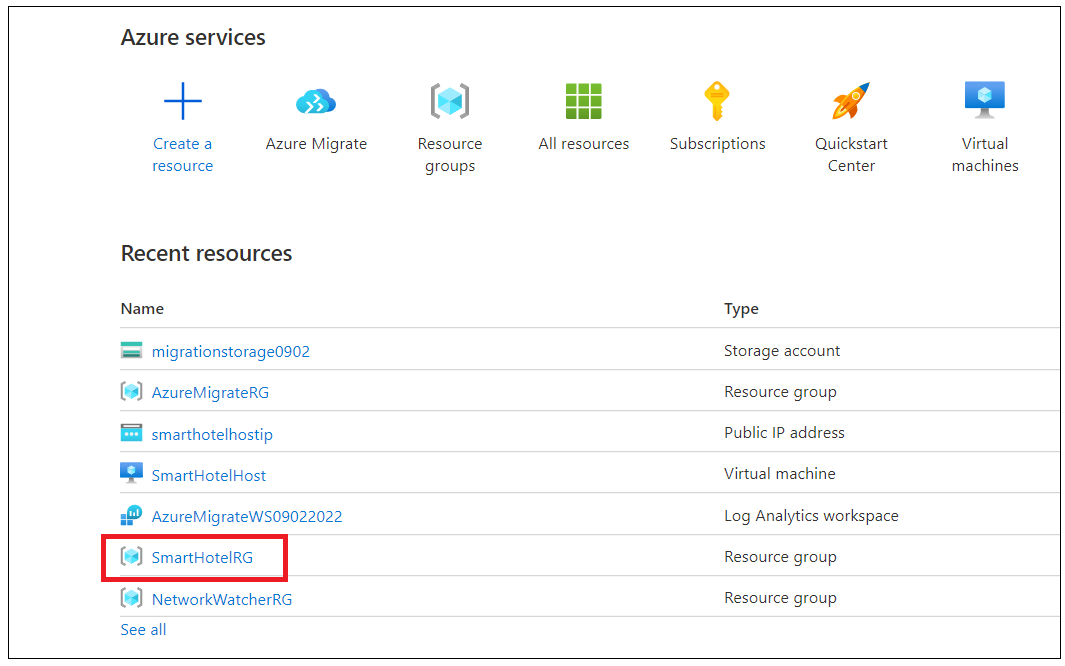 Azure services
Create a
resource
Azure Migrate
Resource
groups
All resources
Subscriptions
Quickstart
Center
Virtual
machines
Recent resources
Name Type
migrationstorage0902 Storage account
AzureMigrateRG Resource group
smarthotelhostip Public IP address
SmartHotelHost Virtual machine
AzureMigrateWS09022022 Log Analytics workspace
SmartHotelRG Resource group
NetworkWatcherRG Resource group
See all